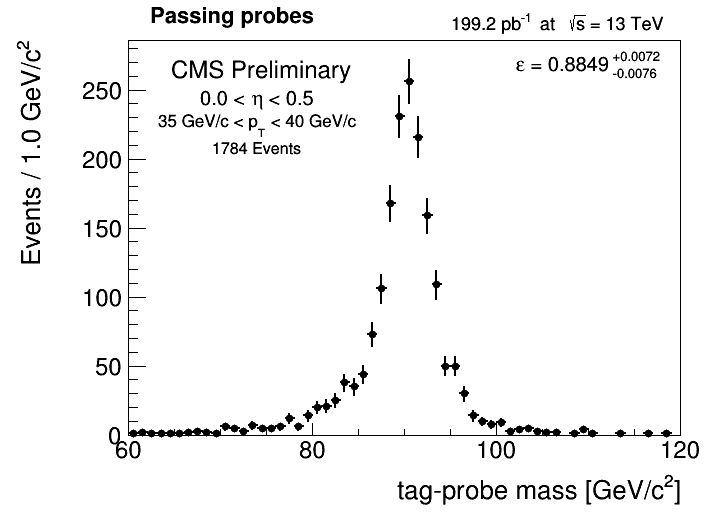 Passing probes
199.2 pb⁻¹ at √s = 13 TeV
CMS Preliminary
ε = 0.8849 +0.0072 -0.0076
0.0 < η < 0.5
35 GeV/c < p_T < 40 GeV/c
1784 Events
Events / 1.0 GeV/c²
250
200
150
100
50
0
60 80 100 120
tag-probe mass [GeV/c²]